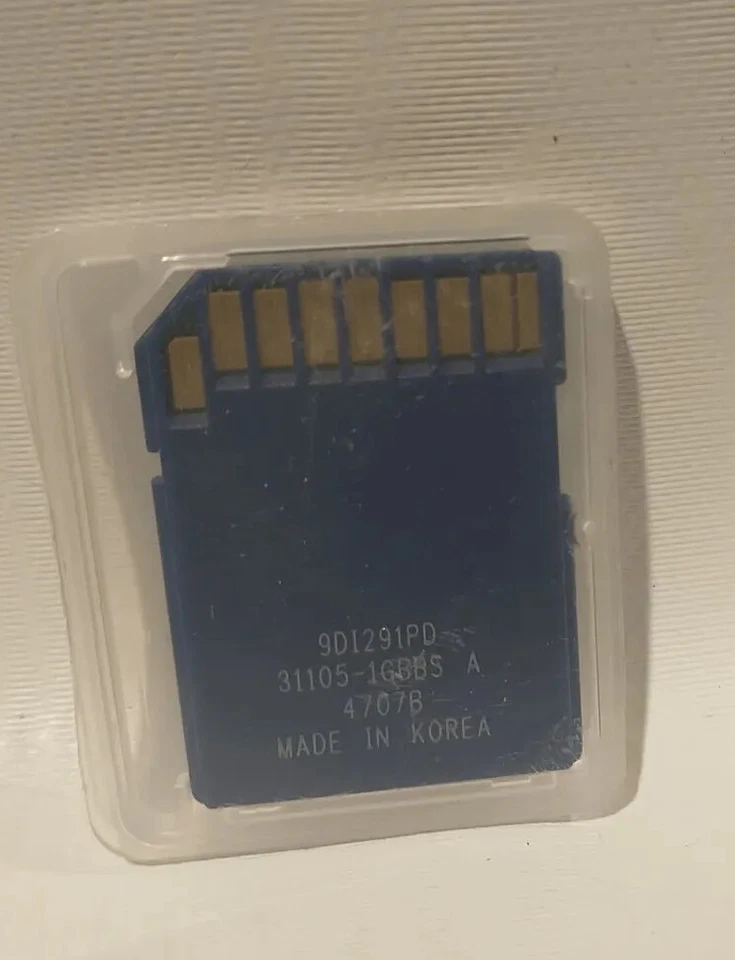 9DI291PD
31105-1GBBS A
4707B
MADE IN KOREA